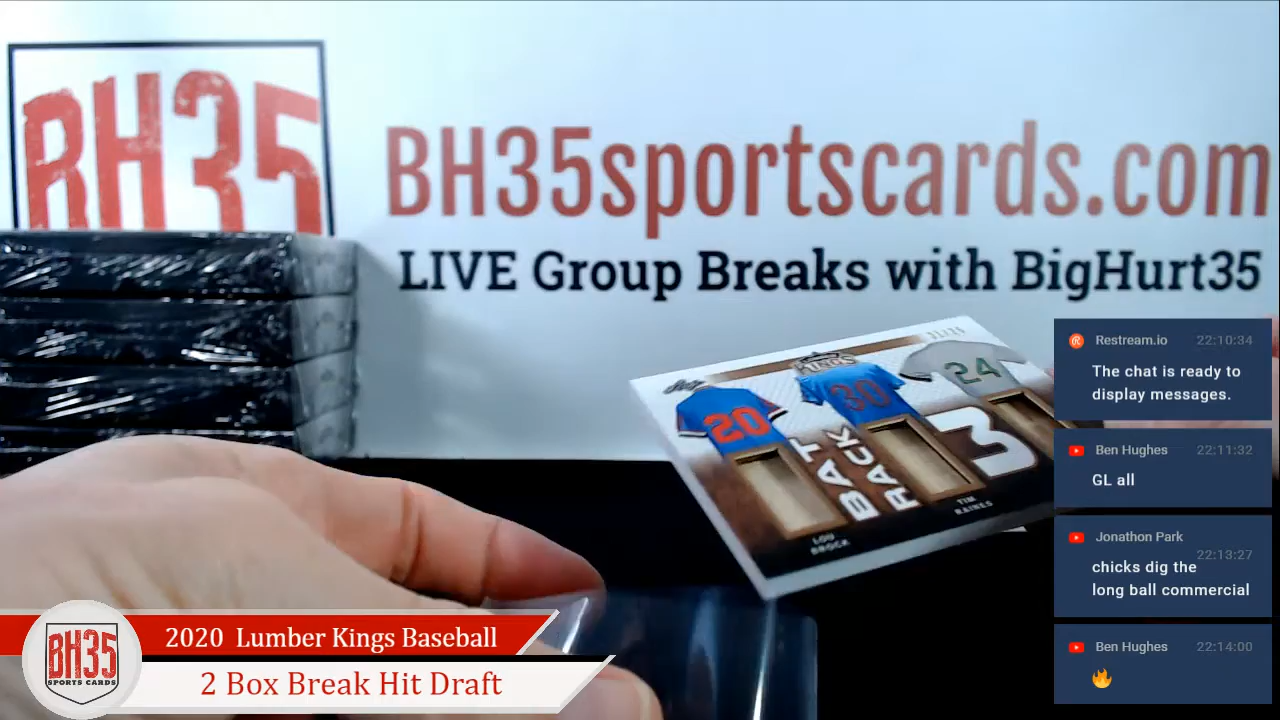 BH35
BH35sportscards.com
LIVE Group Breaks with BigHurt35
Restream.io 22:10:34
The chat is ready to
display messages.
Ben Hughes 22:11:32
GL all
Jonathon Park 22:13:27
chicks dig the
long ball commercial
Ben Hughes 22:14:00
🔥
Leaf
20
30
24
BAT
RACK
3
LOU
BROCK
TIM
RAINES
BH35
SPORTS CARDS
2020 Lumber Kings Baseball
2 Box Break Hit Draft